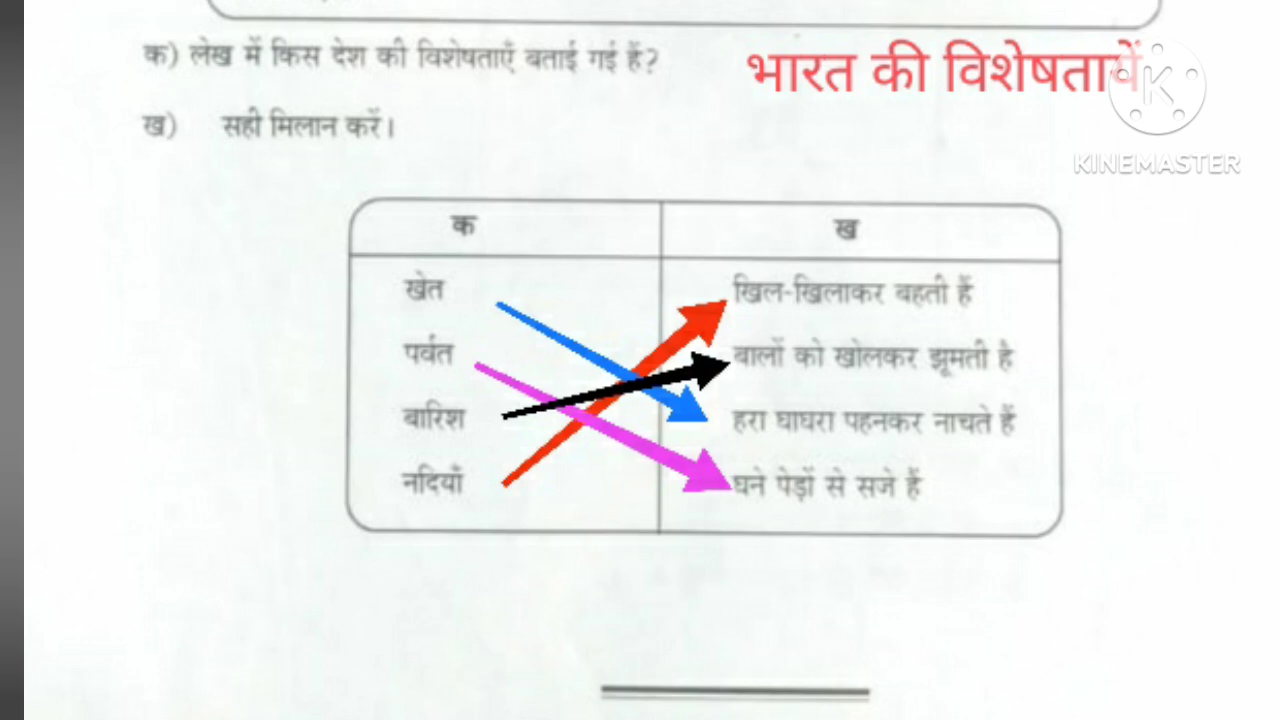 क) लेख में किस देश की विशेषताएँ बताई गई हैं?
भारत की विशेषतायें
KINEMASTER
ख) सही मिलान करें।
क ख
खेत खिल-खिलाकर बहती हैं
पर्वत बालों को खोलकर झूमती है
बारिश हरा घाघरा पहनकर नाचते हैं
नदियाँ घने पेड़ों से सजे हैं